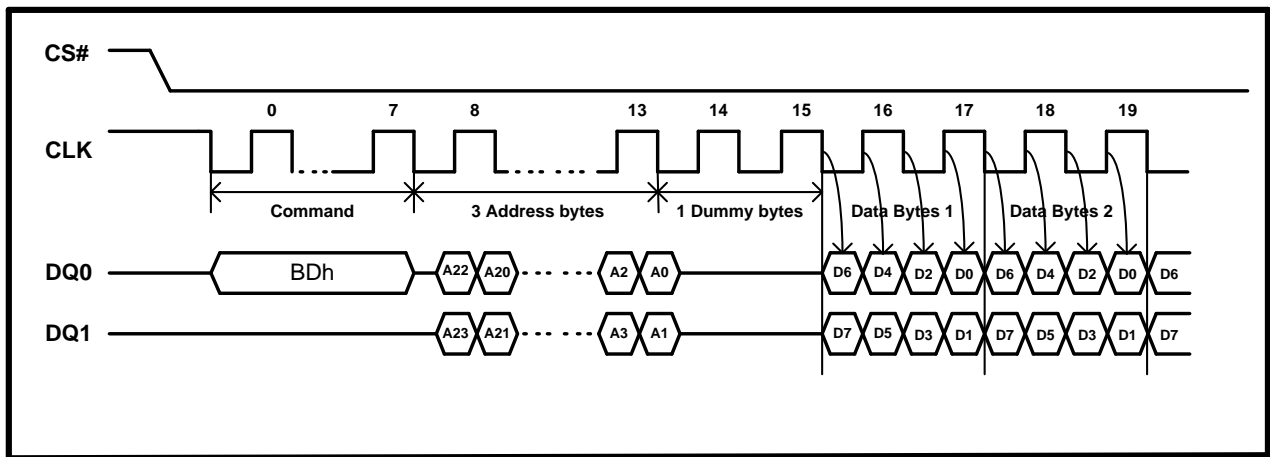 CS#
0 7 8 13 14 15 16 17 18 19
CLK
Command 3 Address bytes 1 Dummy bytes Data Bytes 1 Data Bytes 2
DQ0 BDh A22 A20 A2 A0 D6 D4 D2 D0 D6 D4 D2 D0 D6
DQ1 A23 A21 A3 A1 D7 D5 D3 D1 D7 D5 D3 D1 D7